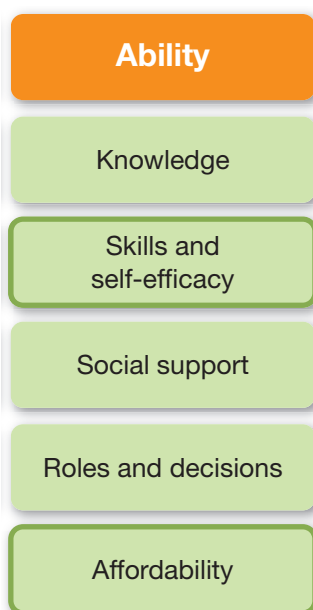 Ability
Knowledge
Skills and
self-efficacy
Social support
Roles and decisions
Affordability